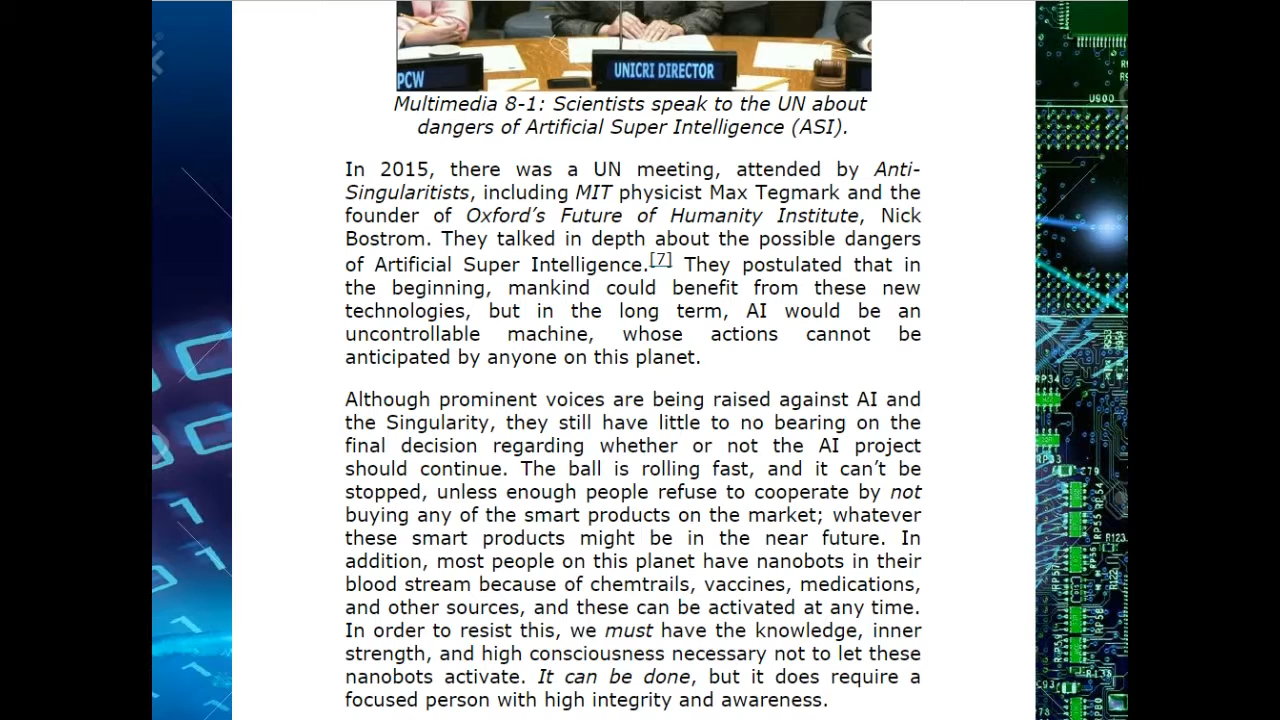 PCW
UNICRI DIRECTOR
Multimedia 8-1: Scientists speak to the UN about
dangers of Artificial Super Intelligence (ASI).
In 2015, there was a UN meeting, attended by Anti-
Singularitists, including MIT physicist Max Tegmark and the
founder of Oxford's Future of Humanity Institute, Nick
Bostrom. They talked in depth about the possible dangers
of Artificial Super Intelligence.[7] They postulated that in
the beginning, mankind could benefit from these new
technologies, but in the long term, AI would be an
uncontrollable machine, whose actions cannot be
anticipated by anyone on this planet.
Although prominent voices are being raised against AI and
the Singularity, they still have little to no bearing on the
final decision regarding whether or not the AI project
should continue. The ball is rolling fast, and it can't be
stopped, unless enough people refuse to cooperate by not
buying any of the smart products on the market; whatever
these smart products might be in the near future. In
addition, most people on this planet have nanobots in their
blood stream because of chemtrails, vaccines, medications,
and other sources, and these can be activated at any time.
In order to resist this, we must have the knowledge, inner
strength, and high consciousness necessary not to let these
nanobots activate. It can be done, but it does require a
focused person with high integrity and awareness.
U900
RP34
C79
RP54
RP55
R123